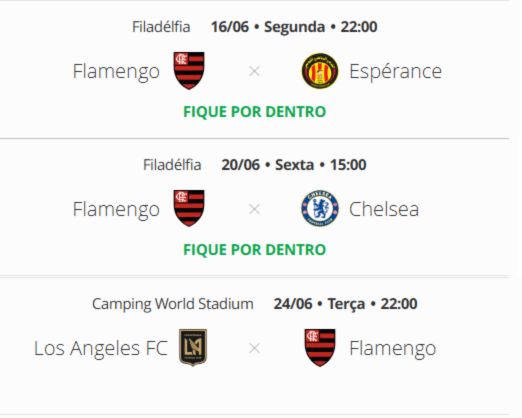 Filadélfia 16/06 • Segunda • 22:00
Flamengo × Espérance
FIQUE POR DENTRO
Filadélfia 20/06 • Sexta • 15:00
Flamengo × Chelsea
FIQUE POR DENTRO
Camping World Stadium 24/06 • Terça • 22:00
Los Angeles FC × Flamengo